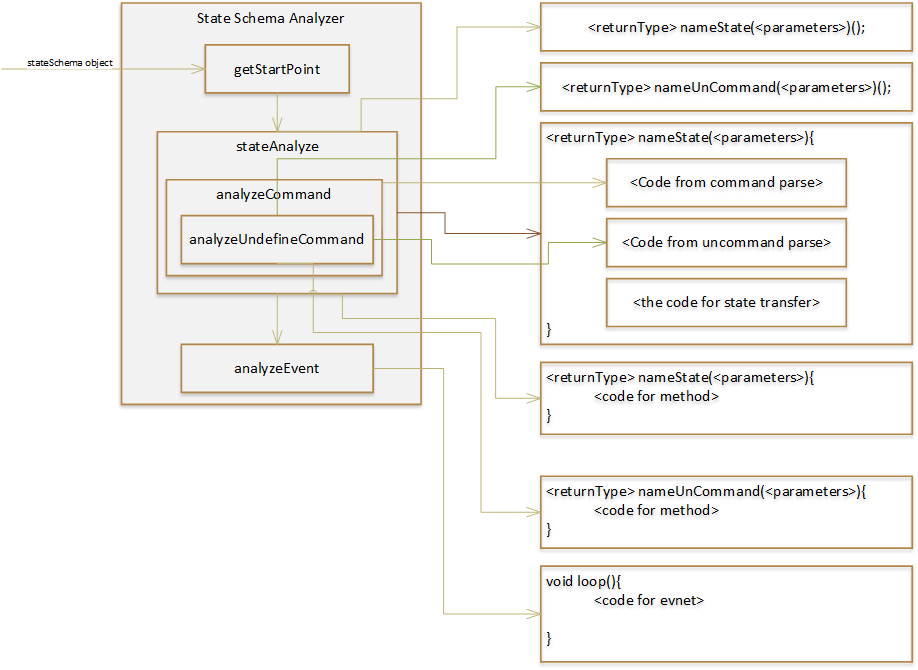 State Schema Analyzer
stateSchema object
getStartPoint
stateAnalyze
analyzeCommand
analyzeUndefineCommand
analyzeEvent
<returnType> nameState(<parameters>)();
<returnType> nameUnCommand(<parameters>)();
<returnType> nameState(<parameters>){
<Code from command parse>
<Code from uncommand parse>
<the code for state transfer>
}
<returnType> nameState(<parameters>){
<code for method>
}
<returnType> nameUnCommand(<parameters>){
<code for method>
}
void loop(){
<code for evnet>
}